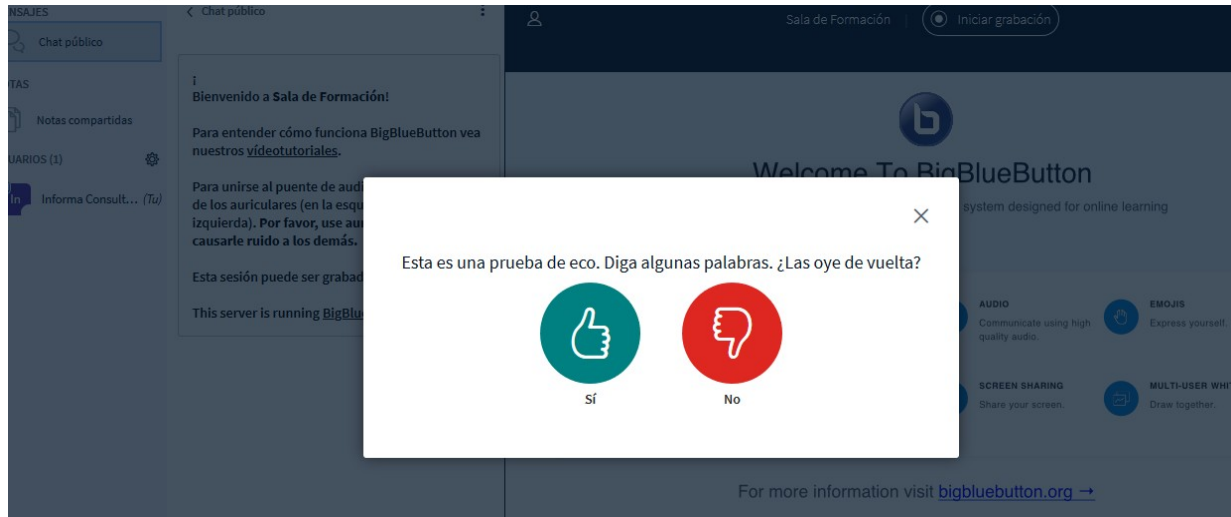 NSAJES
Chat público
OTAS
Notas compartidas
UARIOS (1)
In
Informa Consult... (Tu)
Chat público
¡
Bienvenido a Sala de Formación!
Para entender cómo funciona BigBlueButton vea
nuestros vídeotutoriales.
Para unirse al puente de audi
de los auriculares (en la esqu
izquierda). Por favor, use au
causarle ruido a los demás.
Esta sesión puede ser grabad
This server is running BigBlu
Sala de Formación
Iniciar grabación
Welcome To BigBlueButton
system designed for online learning
Esta es una prueba de eco. Diga algunas palabras. ¿Las oye de vuelta?
Sí
No
AUDIO
Communicate using high
quality audio.
EMOJIS
Express yourself.
SCREEN SHARING
Share your screen.
MULTI-USER WHI
Draw together.
For more information visit bigbluebutton.org →